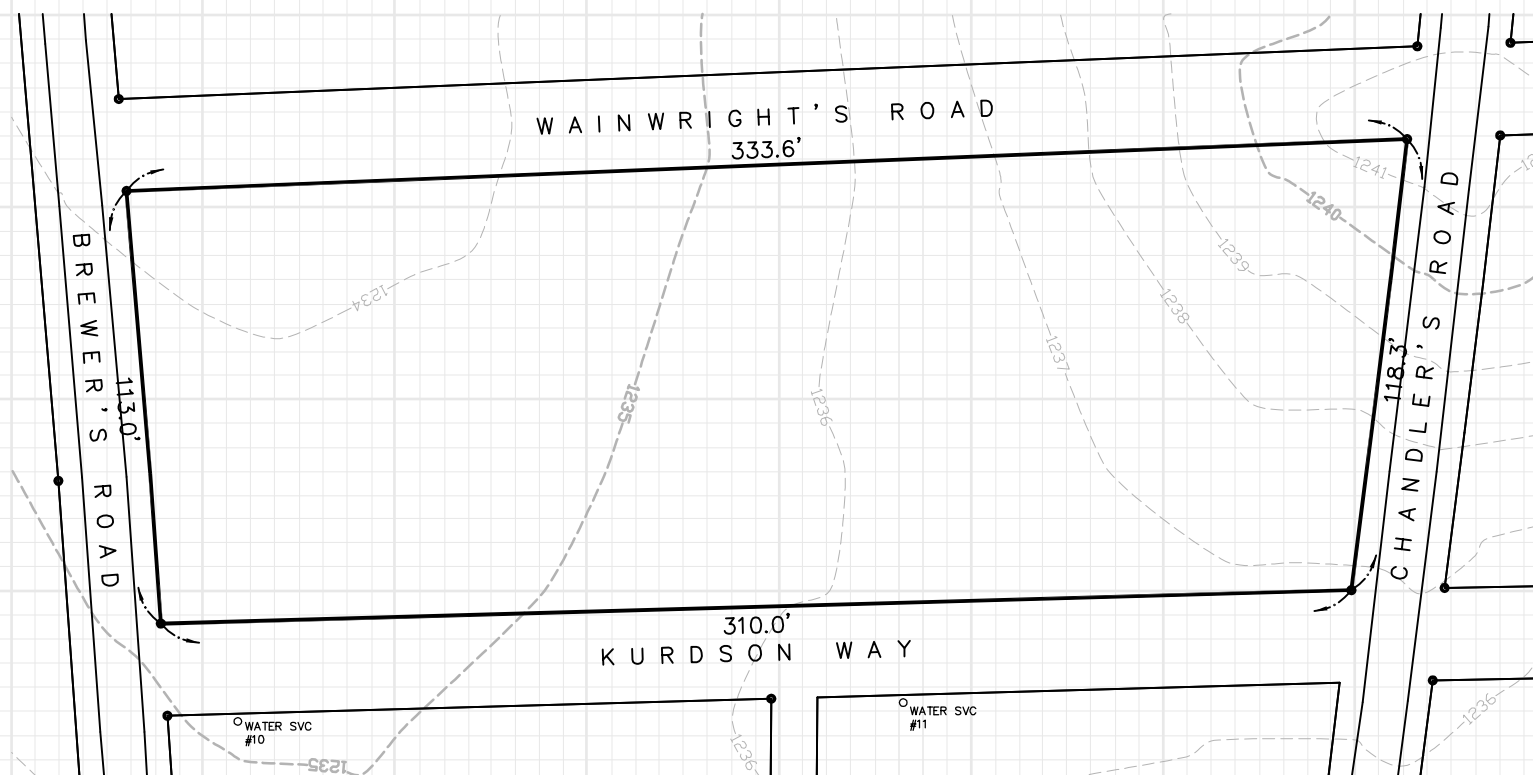 WAINWRIGHT'S ROAD
333.6'
1241
1240
BREWER'S ROAD
CHANDLER'S ROAD
1239
1234
1238
1237
118.3'
113.0'
1235
1236
310.0'
KURDSON WAY
WATER SVC
#10
WATER SVC
#11
1236
1236
1235